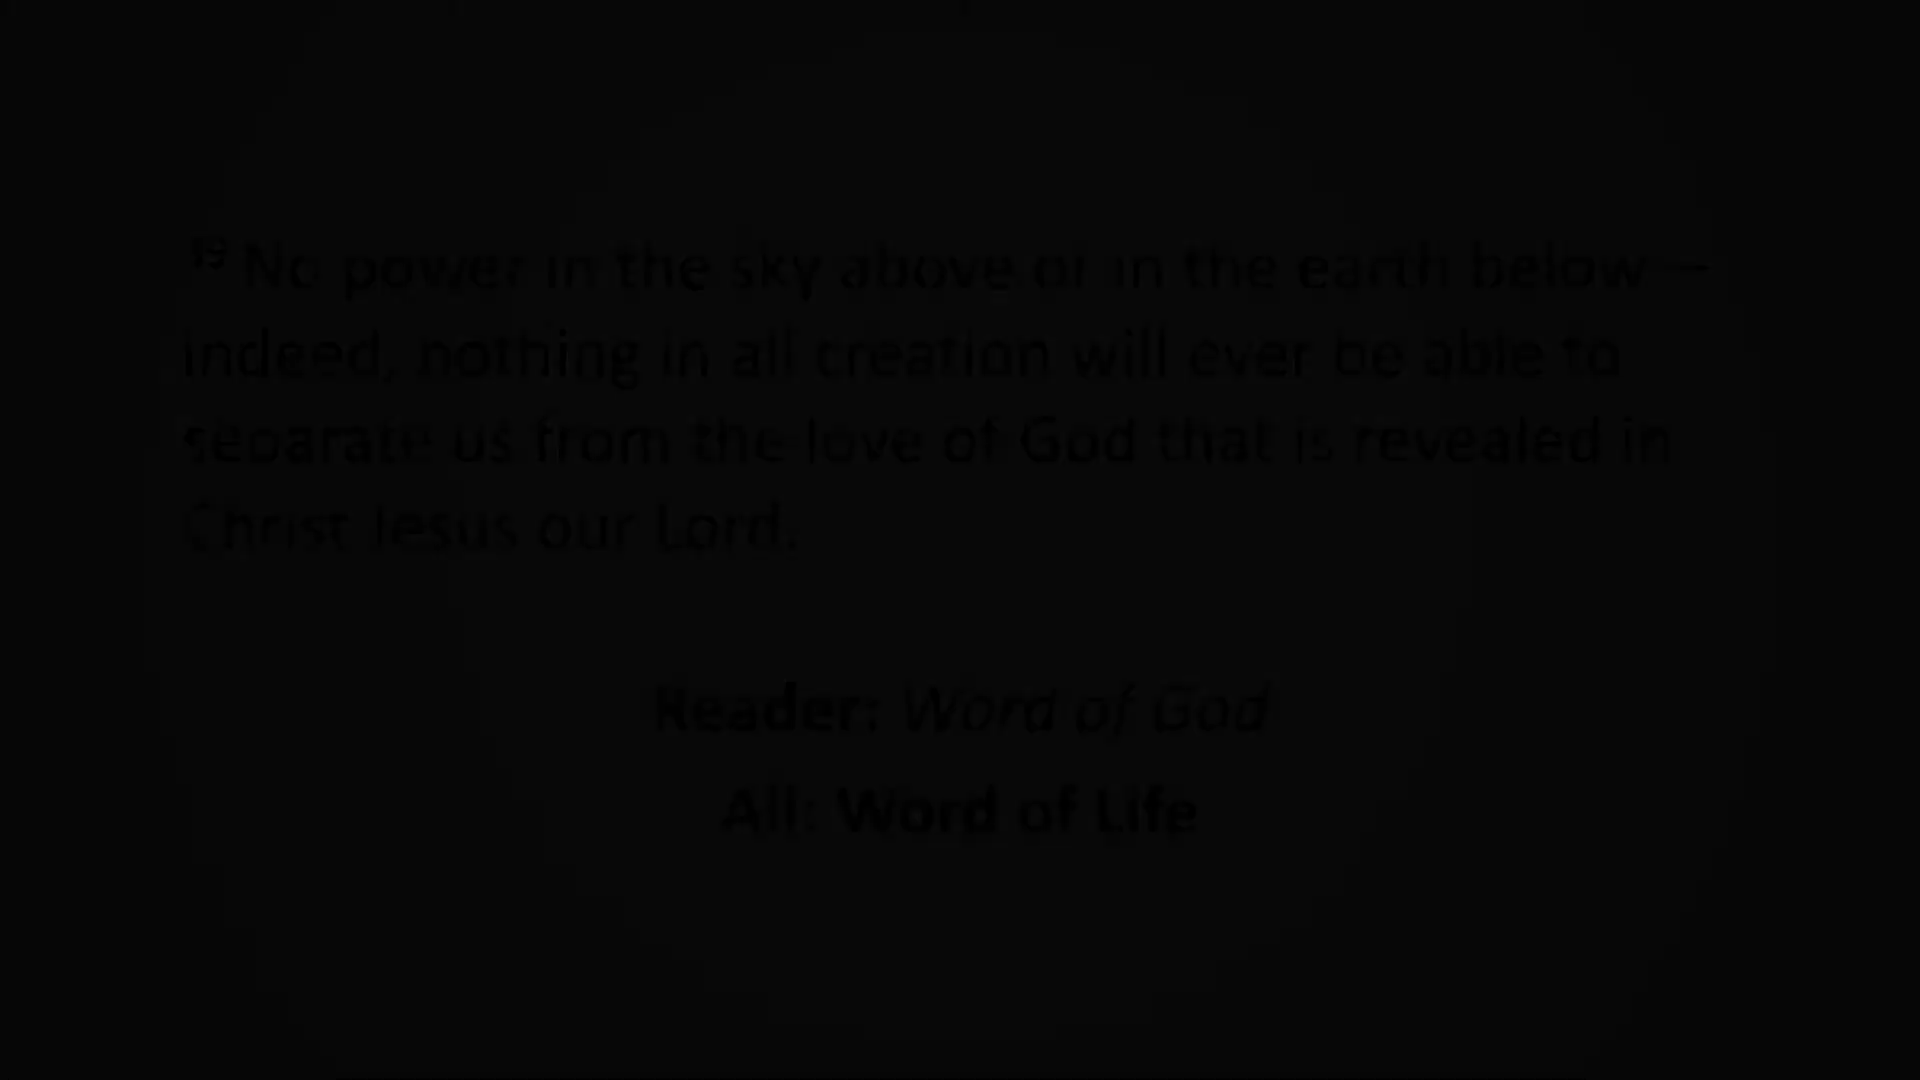 19 No power in the sky above or in the earth below—
indeed, nothing in all creation will ever be able to
separate us from the love of God that is revealed in
Christ Jesus our Lord.
Reader: Word of God
All: Word of Life